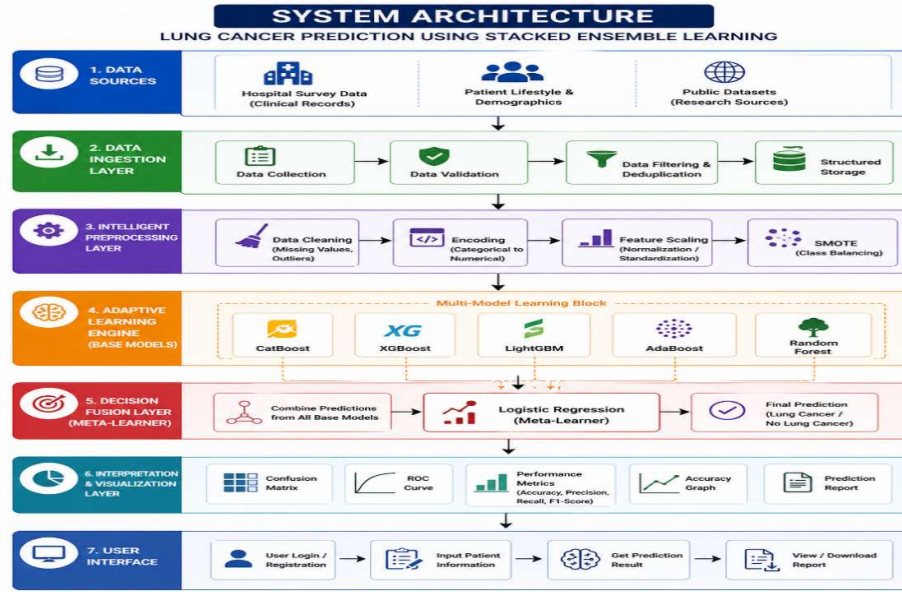 SYSTEM ARCHITECTURE
LUNG CANCER PREDICTION USING STACKED ENSEMBLE LEARNING
1. DATA
SOURCES
Hospital Survey Data
(Clinical Records)
Patient Lifestyle &
Demographics
Public Datasets
(Research Sources)
2. DATA
INGESTION
LAYER
Data Collection
Data Validation
Data Filtering &
Deduplication
Structured
Storage
3. INTELLIGENT
PREPROCESSING
LAYER
Data Cleaning
(Missing Values,
Outliers)
</>
Encoding
(Categorical to
Numerical)
Feature Scaling
(Normalization /
Standardization)
SMOTE
(Class Balancing)
4. ADAPTIVE
LEARNING
ENGINE
(BASE MODELS)
Multi-Model Learning Block
CatBoost
XG
XGBoost
LightGBM
AdaBoost
Random
Forest
5. DECISION
FUSION LAYER
(META-LEARNER)
Combine Predictions
from All Base Models
Logistic Regression
(Meta-Learner)
Final Prediction
(Lung Cancer /
No Lung Cancer)
6. INTERPRETATION
& VISUALIZATION
LAYER
Confusion
Matrix
ROC
Curve
Performance
Metrics
(Accuracy, Precision,
Recall, F1-Score)
Accuracy
Graph
Prediction
Report
7. USER
INTERFACE
User Login /
Registration
Input Patient
Information
Get Prediction
Result
View / Download
Report